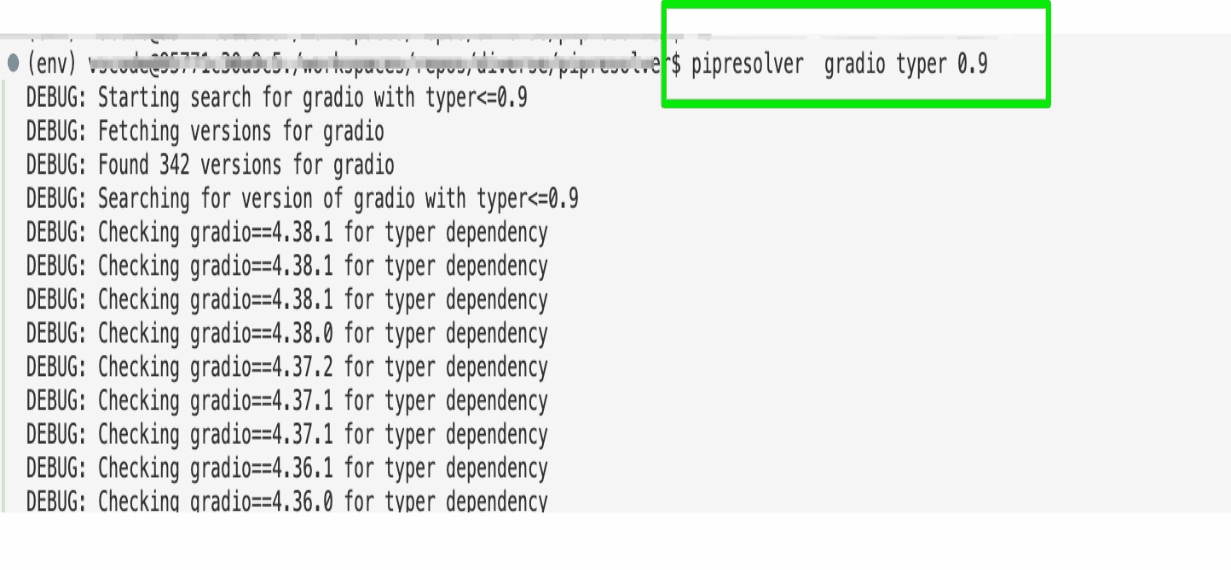 (env) $ pipresolver gradio typer 0.9
DEBUG: Starting search for gradio with typer<=0.9
DEBUG: Fetching versions for gradio
DEBUG: Found 342 versions for gradio
DEBUG: Searching for version of gradio with typer<=0.9
DEBUG: Checking gradio==4.38.1 for typer dependency
DEBUG: Checking gradio==4.38.1 for typer dependency
DEBUG: Checking gradio==4.38.1 for typer dependency
DEBUG: Checking gradio==4.38.0 for typer dependency
DEBUG: Checking gradio==4.37.2 for typer dependency
DEBUG: Checking gradio==4.37.1 for typer dependency
DEBUG: Checking gradio==4.37.1 for typer dependency
DEBUG: Checking gradio==4.36.1 for typer dependency
DEBUG: Checking gradio==4.36.0 for typer dependency